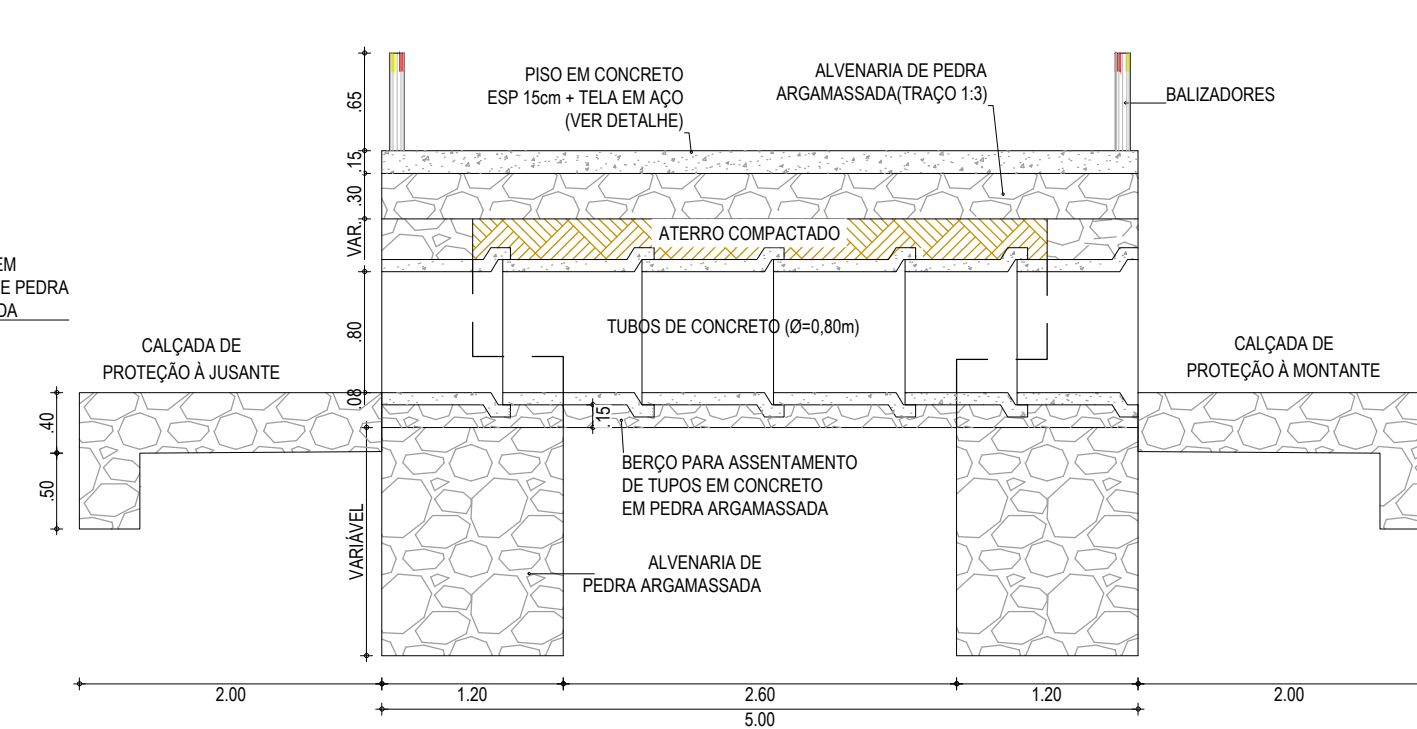 PISO EM CONCRETO
ESP 15cm + TELA EM AÇO
(VER DETALHE)
ALVENARIA DE PEDRA
ARGAMASSADA(TRAÇO 1:3)
BALIZADORES
.65
.15
.30
VAR.
ATERRO COMPACTADO
EM
E PEDRA
DA
.80
TUBOS DE CONCRETO (Ø=0,80m)
CALÇADA DE
PROTEÇÃO À JUSANTE
CALÇADA DE
PROTEÇÃO À MONTANTE
.08
.15
.40
.50
BERÇO PARA ASSENTAMENTO
DE TUPOS EM CONCRETO
EM PEDRA ARGAMASSADA
VARIÁVEL
ALVENARIA DE
PEDRA ARGAMASSADA
2.00
1.20
2.60
1.20
2.00
5.00